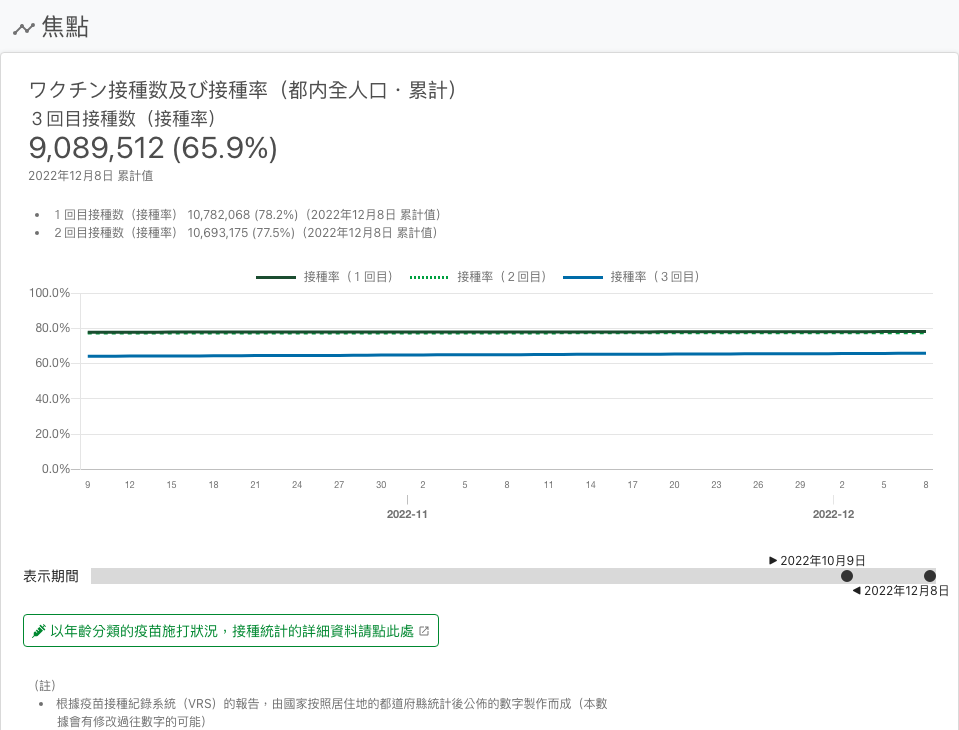 焦點
ワクチン接種数及び接種率（都内全人口・累計）
３回目接種数（接種率）
9,089,512 (65.9%)
2022年12月8日 累計値
• １回目接種数（接種率） 10,782,068 (78.2%)（2022年12月8日 累計値）
• ２回目接種数（接種率） 10,693,175 (77.5%)（2022年12月8日 累計値）
接種率（１回目） 接種率（２回目） 接種率（３回目）
100.0%
80.0%
60.0%
40.0%
20.0%
0.0%
9 12 15 18 21 24 27 30 2 5 8 11 14 17 20 23 26 29 2 5 8
2022-11 2022-12
▶ 2022年10月9日
表示期間
◀ 2022年12月8日
以年齡分類的疫苗施打狀況，接種統計的詳細資料請點此處
（註）
• 根據疫苗接種紀錄系統（VRS）的報告，由國家按照居住地的都道府縣統計後公佈的數字製作而成（本數
據會有修改過往數字的可能）